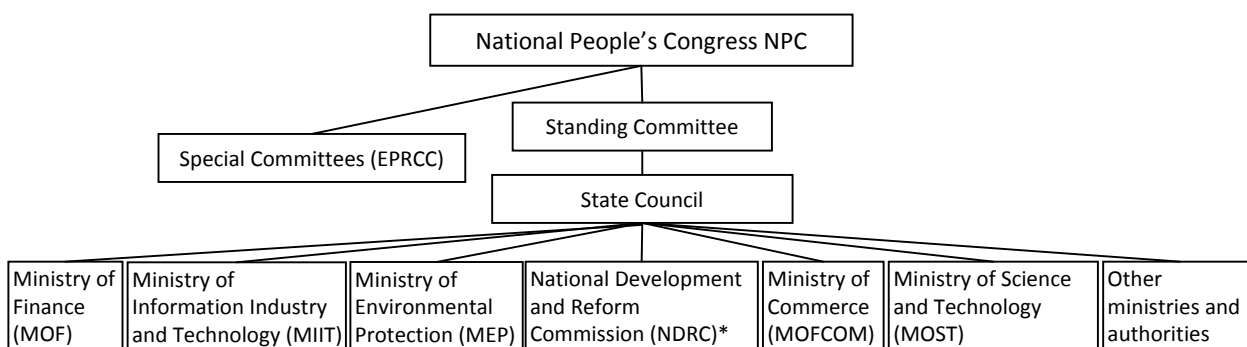 National People’s Congress NPC
Standing Committee
Special Committees (EPRCC)
State Council
Ministry of
Finance
(MOF)
Ministry of
Information Industry
and Technology (MIIT)
Ministry of
Environmental
Protection (MEP)
National Development
and Reform
Commission (NDRC)*
Ministry of
Commerce
(MOFCOM)
Ministry of Science
and Technology
(MOST)
Other
ministries and
authorities